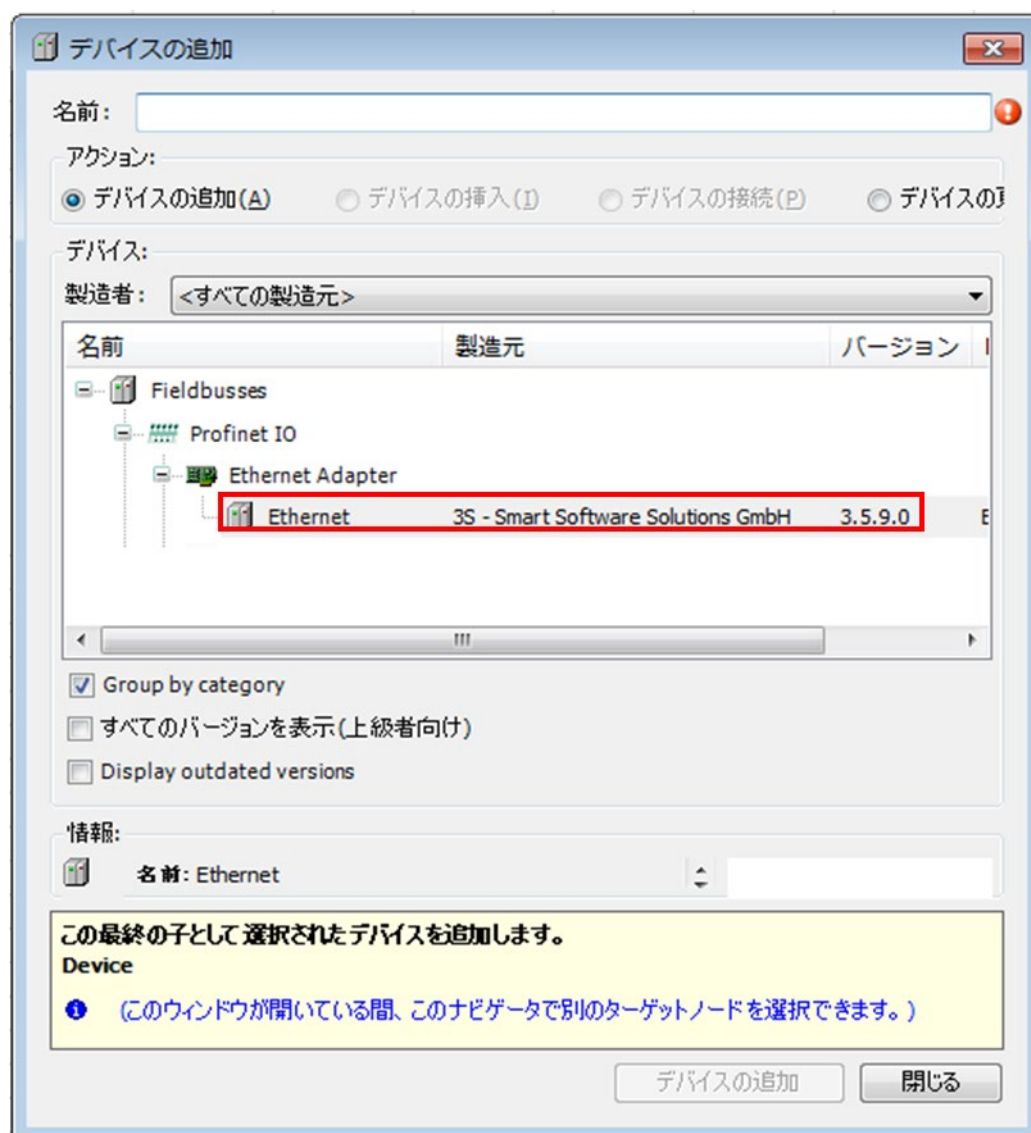 デバイスの追加
名前:
アクション:
デバイスの追加(A) デバイスの挿入(I) デバイスの接続(P) デバイスの
デバイス:
製造者: <すべての製造元>
名前 製造元 バージョン
Fieldbusses
Profinet IO
Ethernet Adapter
Ethernet 3S - Smart Software Solutions GmbH 3.5.9.0 E
Group by category
すべてのバージョンを表示(上級者向け)
Display outdated versions
情報:
名前: Ethernet
この最終の子として選択されたデバイスを追加します。
Device
(このウィンドウが開いている間、このナビゲータで別のターゲットノードを選択できます。)
デバイスの追加 閉じる